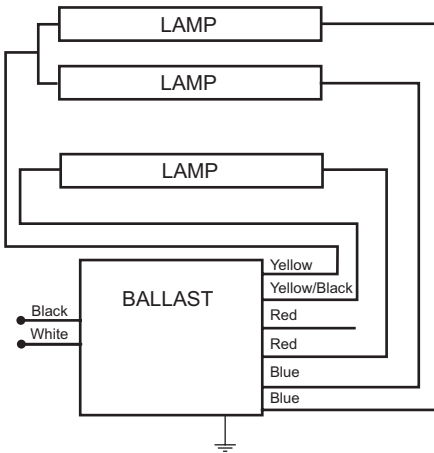 LAMP
LAMP
LAMP
Yellow
Yellow/Black
BALLAST
Black
Red
White
Red
Blue
Blue